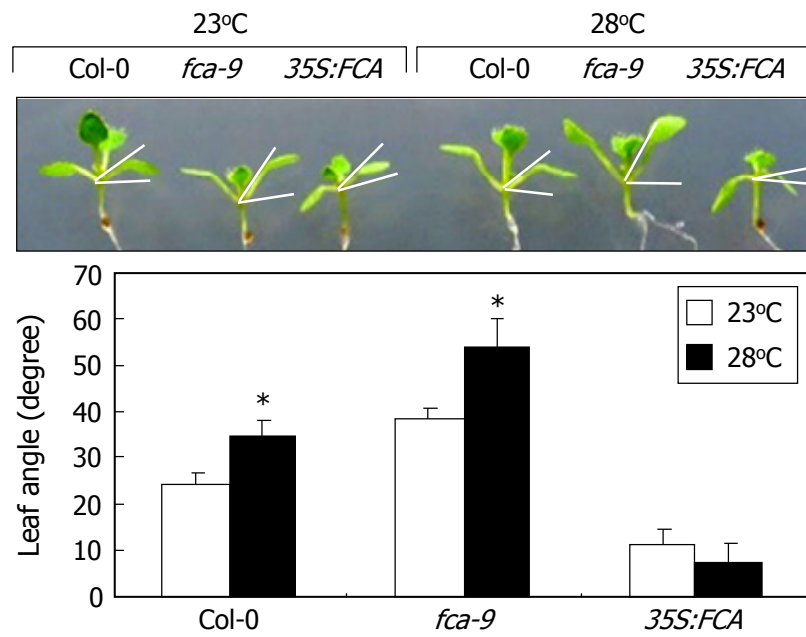 23°C 28°C
Col-0 fca-9 35S:FCA Col-0 fca-9 35S:FCA
70
60
50
40
30
20
10
0
Leaf angle (degree)
* *
23°C
28°C
Col-0 fca-9 35S:FCA